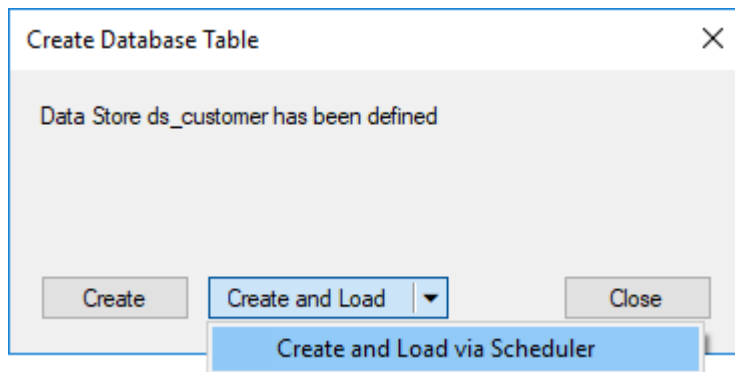 Create Database Table
Data Store ds_customer has been defined
Create
Create and Load
Close
Create and Load via Scheduler